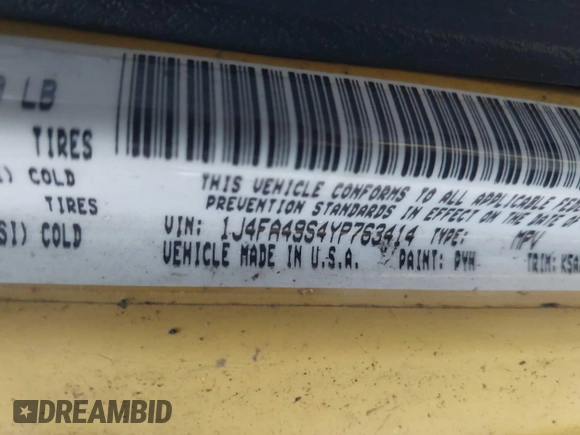 LB
TIRES
COLD
TIRES
SI) COLD
THIS VEHICLE CONFORMS TO ALL APPLICABLE
PREVENTION STANDARDS IN EFFECT ON THE DATE OF
VIN: 1J4FA49S4YP763414 TYPE: MPV
VEHICLE MADE IN U.S.A. PAINT: PYH TRIM:
DREAMBID